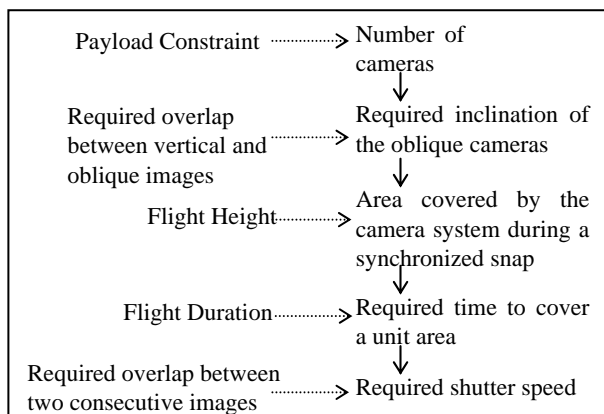 Payload Constraint
Number of
cameras
Required overlap
between vertical and
oblique images
Required inclination of
the oblique cameras
Flight Height
Area covered by the
camera system during a
synchronized snap
Flight Duration
Required time to cover
a unit area
Required overlap between
two consecutive images
Required shutter speed